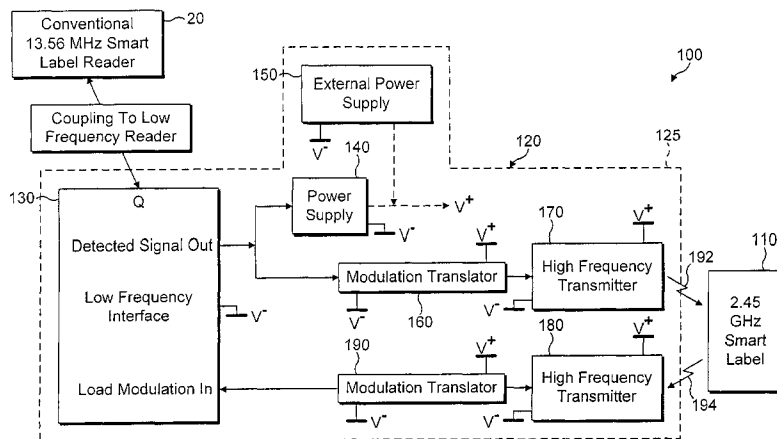 Conventional
13.56 MHz Smart
Label Reader
20
Coupling To Low
Frequency Reader
150
External Power
Supply
V-
100
120
125
140
Power
Supply
V+
V-
130
Q
Detected Signal Out
Low Frequency
Interface
V-
Load Modulation In
V+
Modulation Translator
V-
160
170
V+
High Frequency
Transmitter
V-
192
110
2.45
GHz
Smart
Label
190
V+
Modulation Translator
V-
180
V+
High Frequency
Transmitter
V-
194